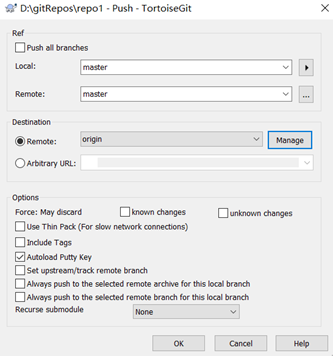 D:\gitRepos\repo1 - Push - TortoiseGit
Ref
Push all branches
Local: master
Remote: master ...
Destination
Remote: origin Manage
Arbitrary URL:
Options
Force: May discard known changes unknown changes
Use Thin Pack (For slow network connections)
Include Tags
Autoload Putty Key
Set upstream/track remote branch
Always push to the selected remote archive for this local branch
Always push to the selected remote branch for this local branch
Recurse submodule None
OK Cancel Help